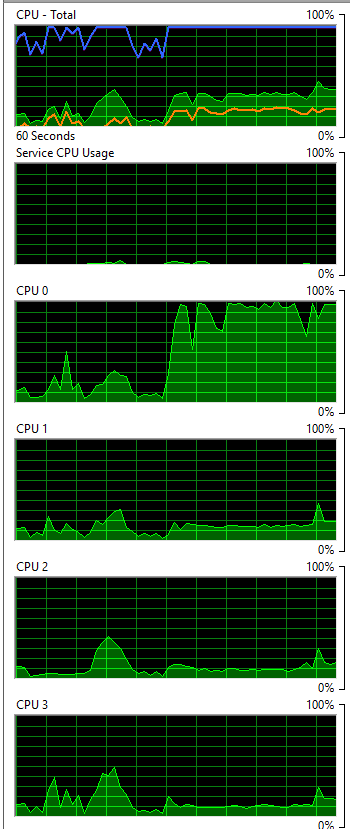 CPU - Total 100%
60 Seconds 0%
Service CPU Usage 100%
0%
CPU 0 100%
0%
CPU 1 100%
0%
CPU 2 100%
0%
CPU 3 100%
0%